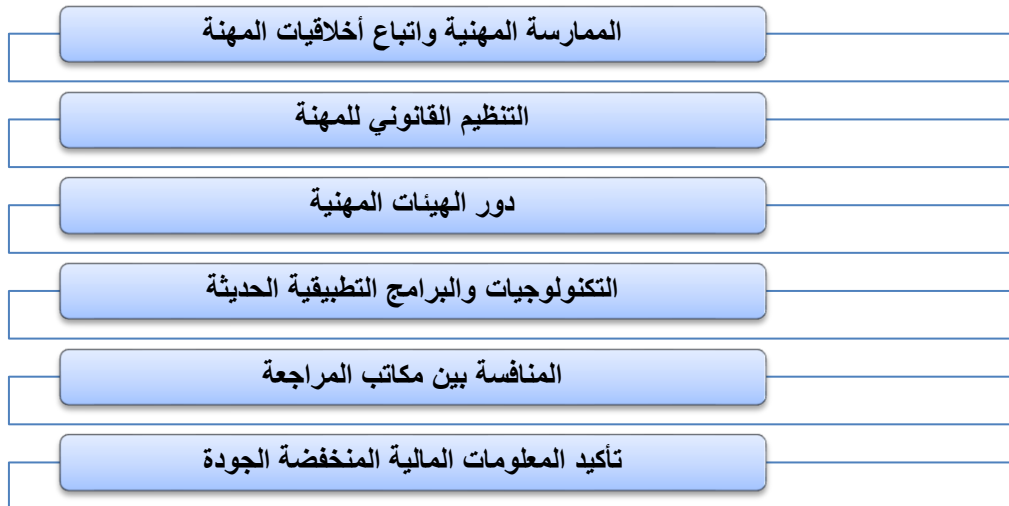 الممارسة المهنية واتباع أخلاقيات المهنة
التنظيم القانوني للمهنة
دور الهيئات المهنية
التكنولوجيات والبرامج التطبيقية الحديثة
المنافسة بين مكاتب المراجعة
تأكيد المعلومات المالية المنخفضة الجودة